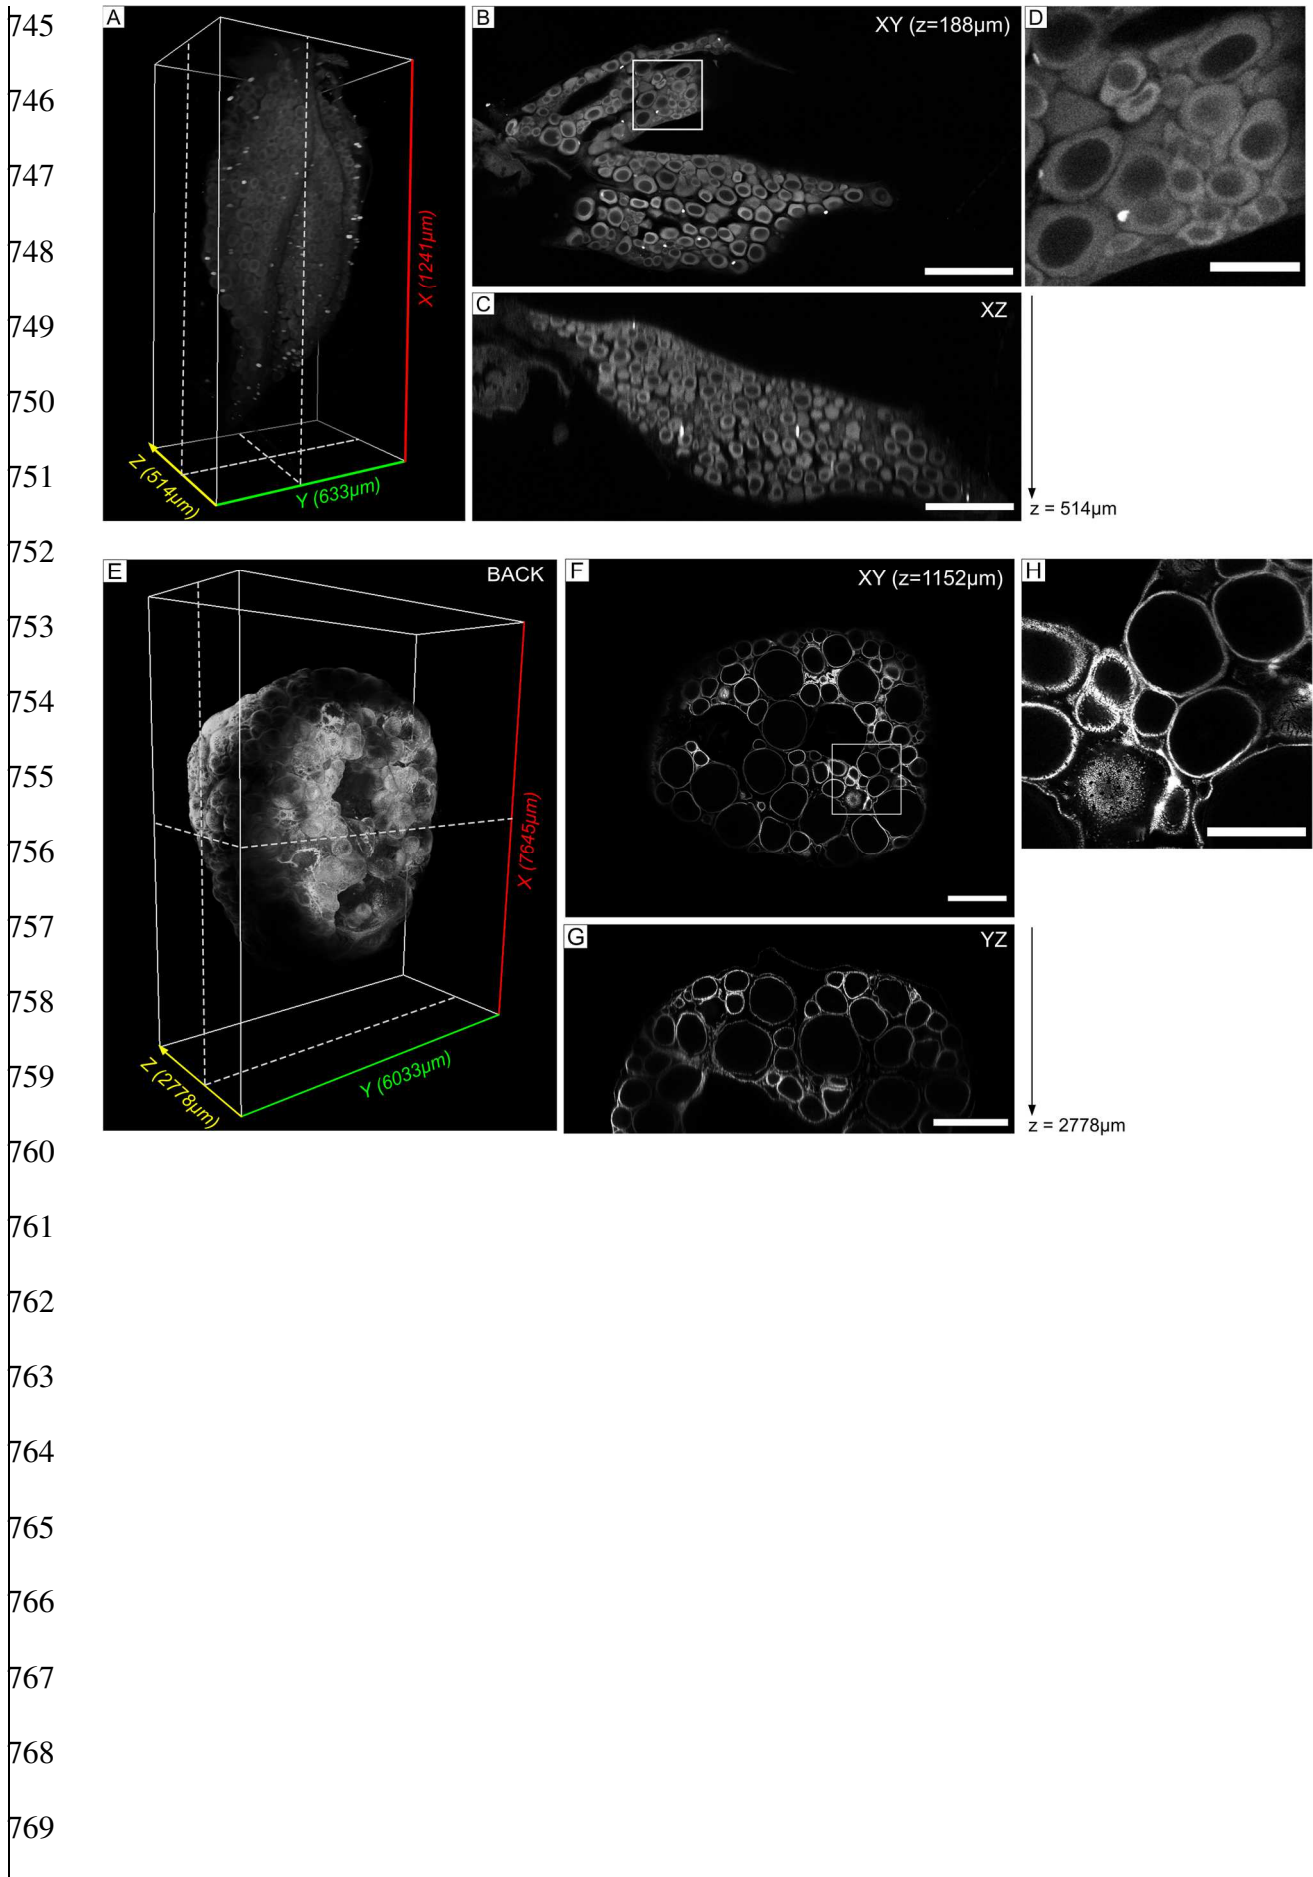 745
A
B
XY (z=188µm)
D
746
747
X (1241µm)
748
C
XZ
749
750
751
Z (514µm)
Y (633µm)
z = 514µm
752
E
BACK
F
XY (z=1152µm)
H
753
754
755
X (7645µm)
756
757
G
YZ
758
759
Z (2778µm)
Y (6033µm)
z = 2778µm
760
761
762
763
764
765
766
767
768
769